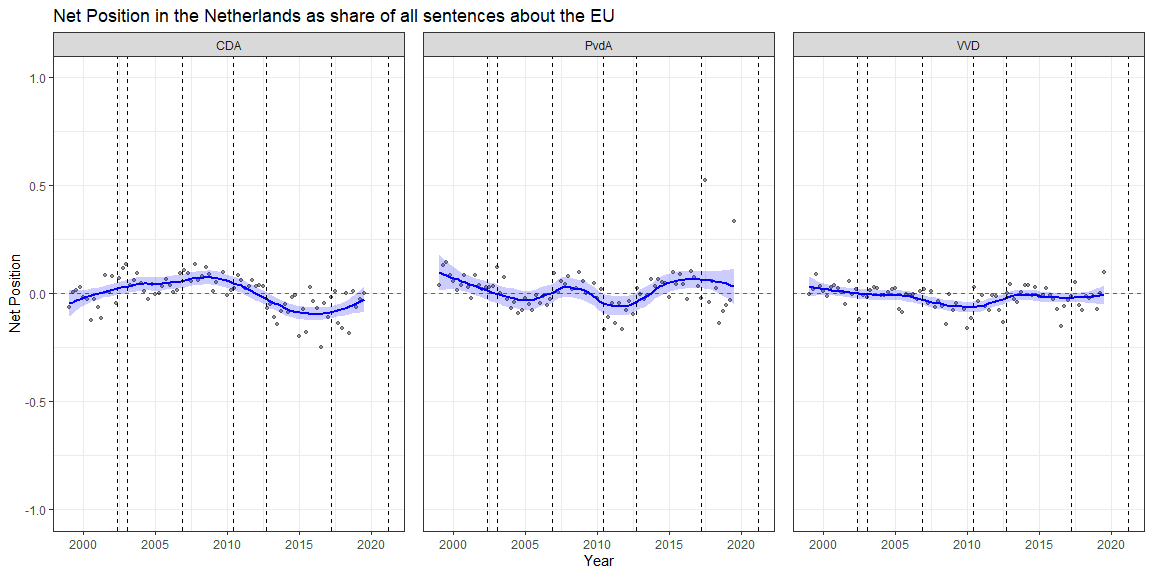 Net Position in the Netherlands as share of all sentences about the EU
CDA
PvdA
VVD
Net Position
1.0
0.5
0.0
-0.5
-1.0
2000 2005 2010 2015 2020
2000 2005 2010 2015 2020
2000 2005 2010 2015 2020
Year